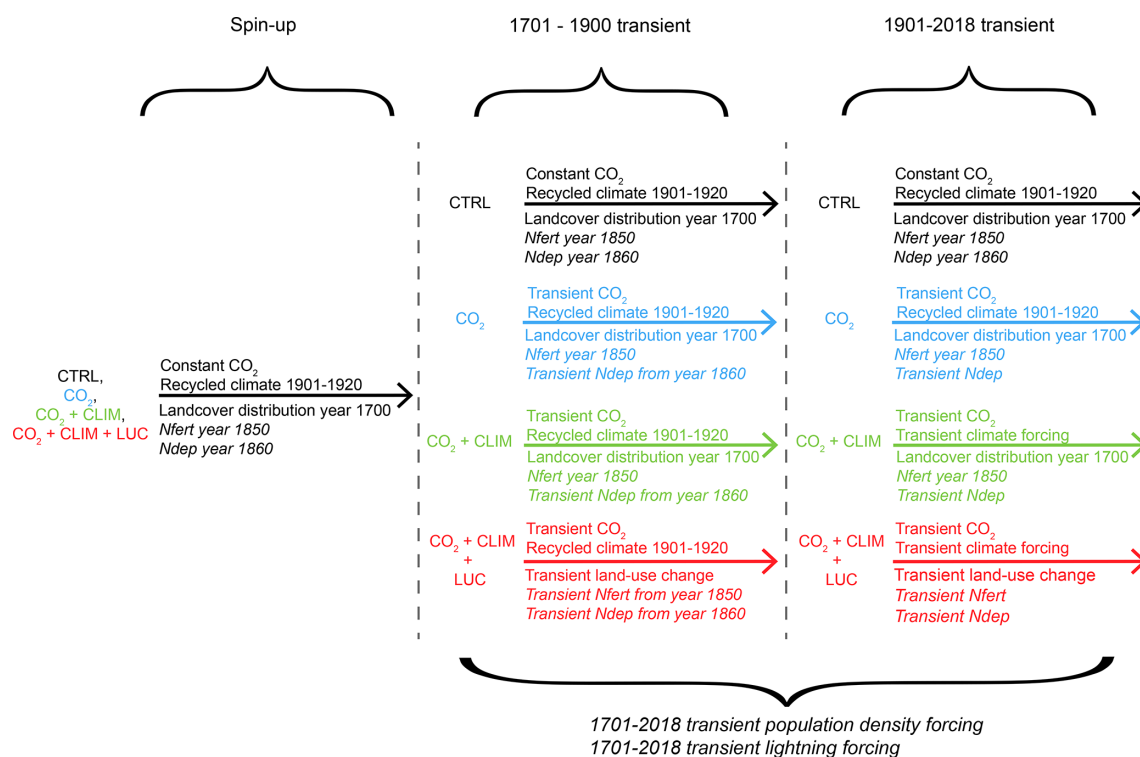 Spin-up
1701 - 1900 transient
1901-2018 transient
CTRL,
CO2,
CO2 + CLIM,
CO2 + CLIM + LUC
Constant CO2
Recycled climate 1901-1920
Landcover distribution year 1700
Nfert year 1850
Ndep year 1860
CTRL
Constant CO2
Recycled climate 1901-1920
Landcover distribution year 1700
Nfert year 1850
Ndep year 1860
CO2
Transient CO2
Recycled climate 1901-1920
Landcover distribution year 1700
Nfert year 1850
Transient Ndep from year 1860
CO2 + CLIM
Transient CO2
Recycled climate 1901-1920
Landcover distribution year 1700
Nfert year 1850
Transient Ndep from year 1860
CO2 + CLIM
+
LUC
Transient CO2
Recycled climate 1901-1920
Transient land-use change
Transient Nfert from year 1850
Transient Ndep from year 1860
CTRL
Constant CO2
Recycled climate 1901-1920
Landcover distribution year 1700
Nfert year 1850
Ndep year 1860
CO2
Transient CO2
Recycled climate 1901-1920
Landcover distribution year 1700
Nfert year 1850
Transient Ndep
CO2 + CLIM
Transient CO2
Transient climate forcing
Landcover distribution year 1700
Nfert year 1850
Transient Ndep
CO2 + CLIM
+
LUC
Transient CO2
Transient climate forcing
Transient land-use change
Transient Nfert
Transient Ndep
1701-2018 transient population density forcing
1701-2018 transient lightning forcing